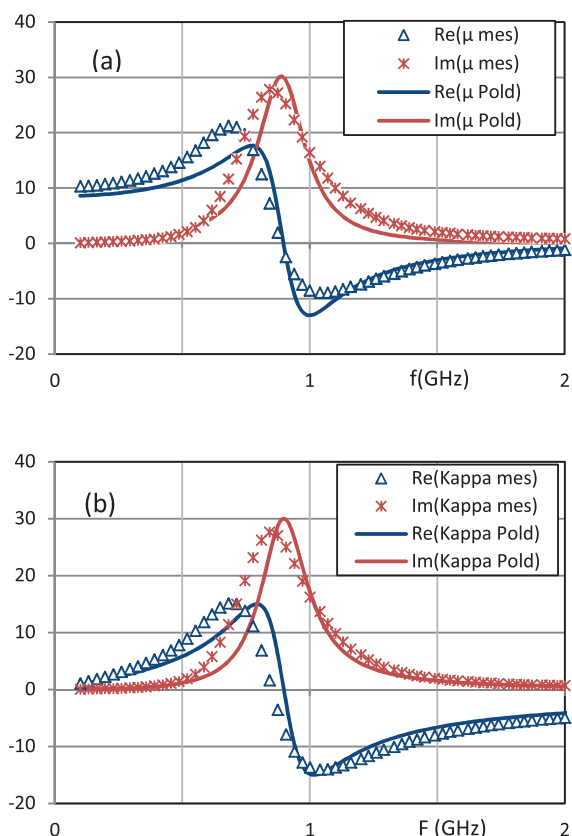 40
30
20
10
0
-10
-20
(a)
Re(μ mes)
Im(μ mes)
Re(μ Pold)
Im(μ Pold)
0
1
f(GHz)
2
40
30
20
10
0
-10
-20
(b)
Re(Kappa mes)
Im(Kappa mes)
Re(Kappa Pold)
Im(Kappa Pold)
0
1
F (GHz)
2